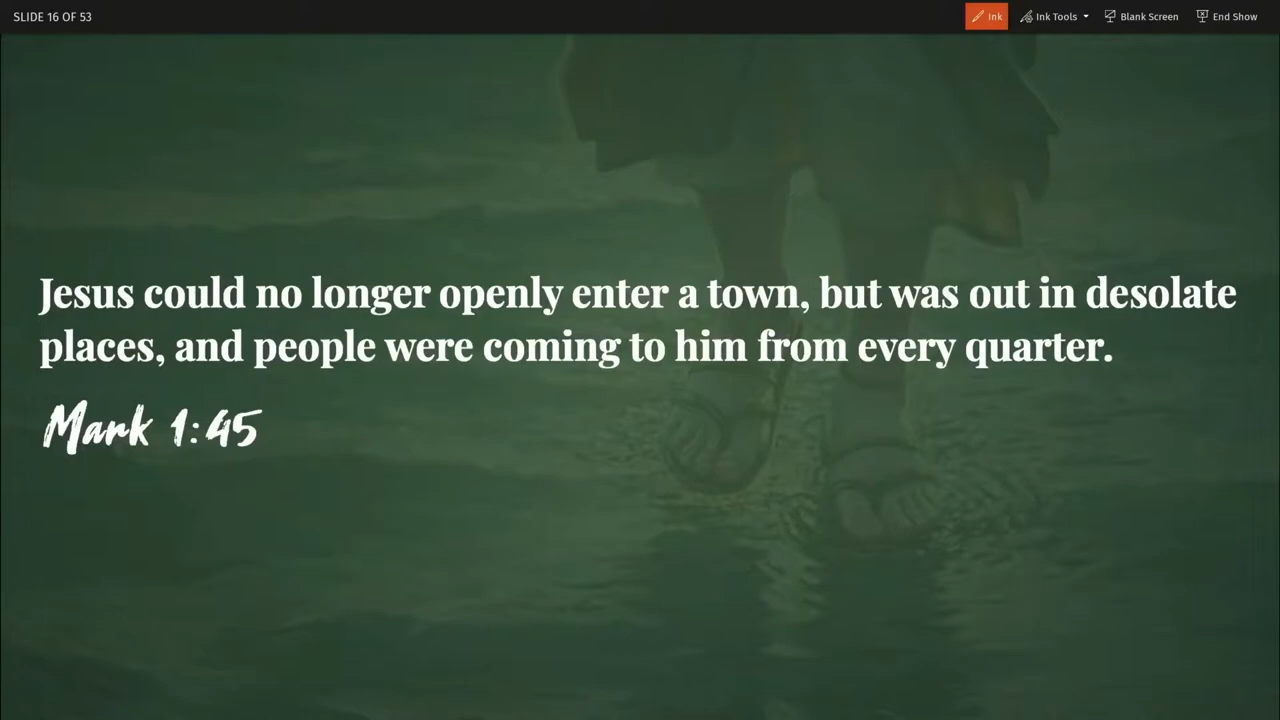 SLIDE 16 OF 53
Ink
Ink Tools
Blank Screen
End Show
Jesus could no longer openly enter a town, but was out in desolate
places, and people were coming to him from every quarter.
Mark 1:45